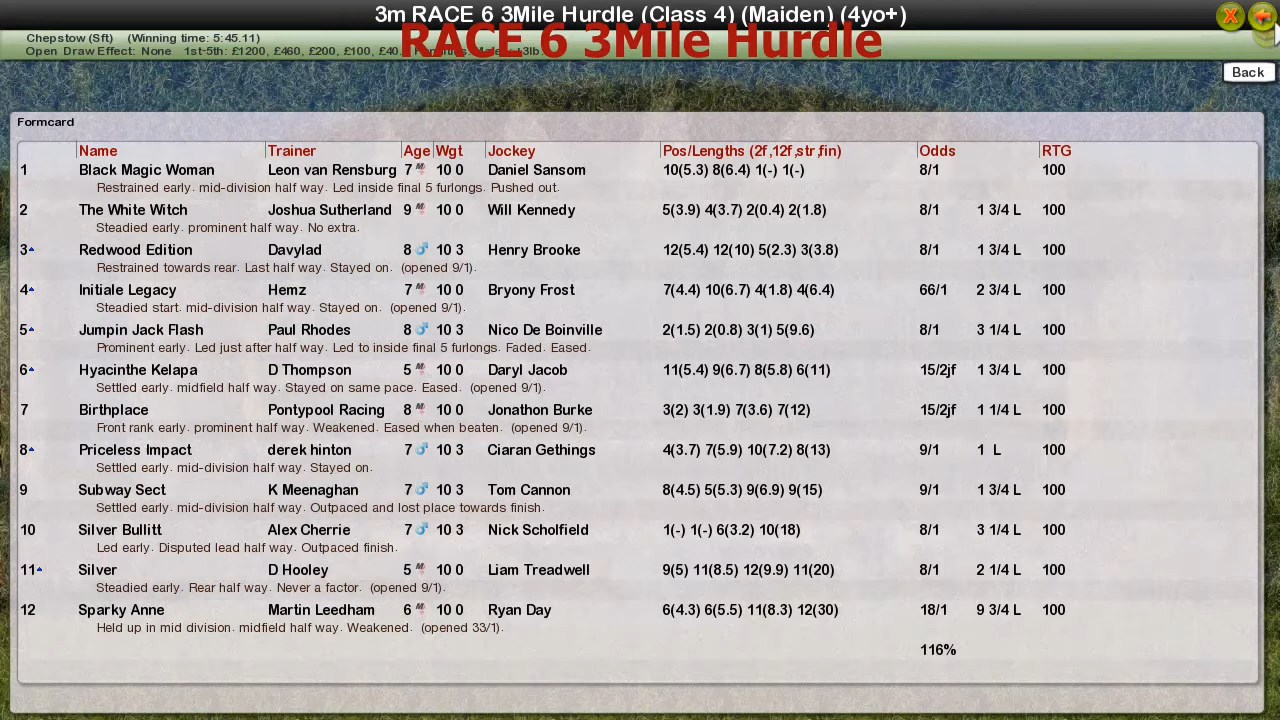 3m RACE 6 3Mile Hurdle (Class 4) (Maiden) (4yo+)
RACE 6 3Mile Hurdle
Chepstow (Sft) (Winning time: 5:45.11)
Open Draw Effect: None 1st-5th: £1200, £460, £200, £100, £40.
Back
Formcard
Name Trainer Age Wgt Jockey Pos/Lengths (2f,12f,str,fin) Odds RTG
1 Black Magic Woman Leon van Rensburg 7 M 10 0 Daniel Sansom 10(5.3) 8(6.4) 1(-) 1(-) 8/1 100
Restrained early. mid-division half way. Led inside final 5 furlongs. Pushed out.
2 The White Witch Joshua Sutherland 9 M 10 0 Will Kennedy 5(3.9) 4(3.7) 2(0.4) 2(1.8) 8/1 1 3/4 L 100
Steadied early. prominent half way. No extra.
3 Redwood Edition Davylad 8 10 3 Henry Brooke 12(5.4) 12(10) 5(2.3) 3(3.8) 8/1 1 3/4 L 100
Restrained towards rear. Last half way. Stayed on. (opened 9/1).
4 Initiale Legacy Hemz 7 M 10 0 Bryony Frost 7(4.4) 10(6.7) 4(1.8) 4(6.4) 66/1 2 3/4 L 100
Steadied start. mid-division half way. Stayed on. (opened 9/1).
5 Jumpin Jack Flash Paul Rhodes 8 10 3 Nico De Boinville 2(1.5) 2(0.8) 3(1) 5(9.6) 8/1 3 1/4 L 100
Prominent early. Led just after half way. Led to inside final 5 furlongs. Faded. Eased.
6 Hyacinthe Kelapa D Thompson 5 M 10 0 Daryl Jacob 11(5.4) 9(6.7) 8(5.8) 6(11) 15/2jf 1 3/4 L 100
Settled early. midfield half way. Stayed on same pace. Eased. (opened 9/1).
7 Birthplace Pontypool Racing 8 M 10 0 Jonathon Burke 3(2) 3(1.9) 7(3.6) 7(12) 15/2jf 1 1/4 L 100
Front rank early. prominent half way. Weakened. Eased when beaten. (opened 9/1).
8 Priceless Impact derek hinton 7 10 3 Ciaran Gethings 4(3.7) 7(5.9) 10(7.2) 8(13) 9/1 1 L 100
Settled early. mid-division half way. Stayed on.
9 Subway Sect K Meenaghan 7 10 3 Tom Cannon 8(4.5) 5(5.3) 9(6.9) 9(15) 9/1 1 3/4 L 100
Settled early. mid-division half way. Outpaced and lost place towards finish.
10 Silver Bullitt Alex Cherrie 7 10 3 Nick Scholfield 1(-) 1(-) 6(3.2) 10(18) 8/1 3 1/4 L 100
Led early. Disputed lead half way. Outpaced finish.
11 Silver D Hooley 5 M 10 0 Liam Treadwell 9(5) 11(8.5) 12(9.9) 11(20) 8/1 2 1/4 L 100
Steadied early. Rear half way. Never a factor. (opened 9/1).
12 Sparky Anne Martin Leedham 6 M 10 0 Ryan Day 6(4.3) 6(5.5) 11(8.3) 12(30) 18/1 9 3/4 L 100
Held up in mid division. midfield half way. Weakened. (opened 33/1).
116%